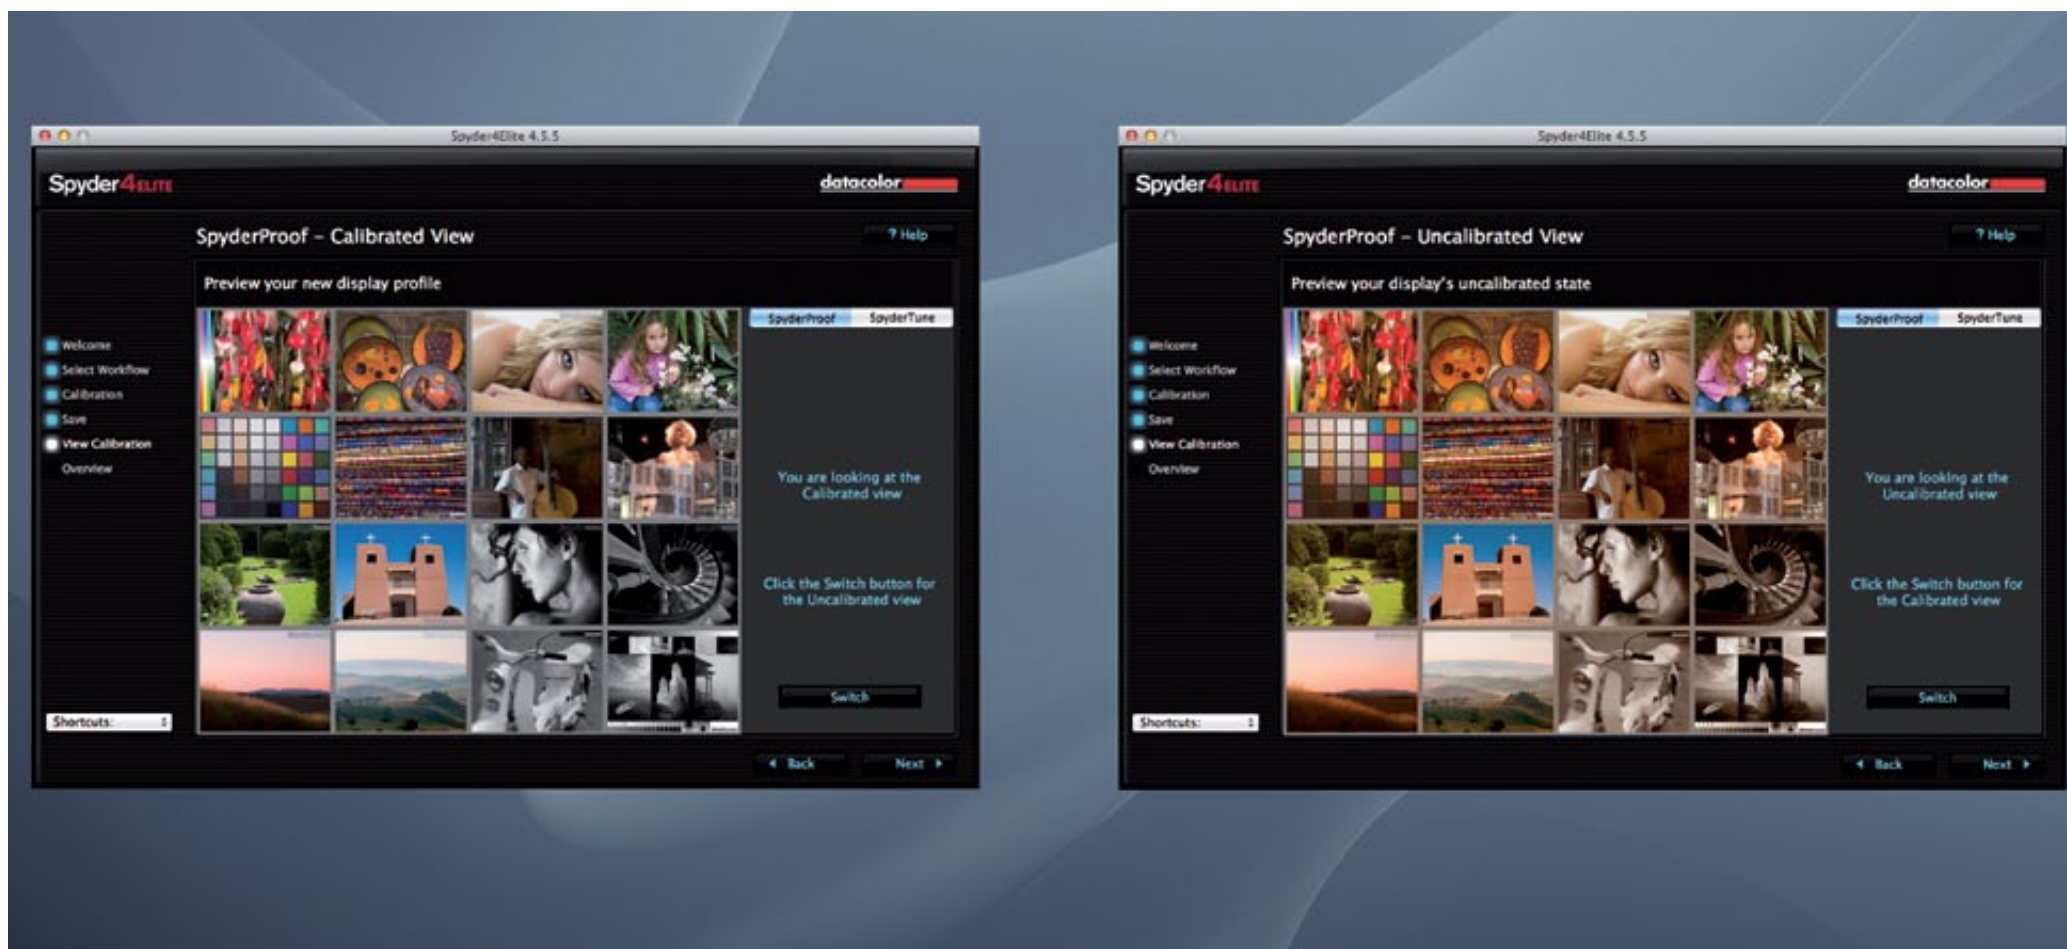 Spyder4Elite 4.5.5
Spyder4ELITE
datacolor
SpyderProof – Calibrated View
? Help
Preview your new display profile
SpyderProof
SpyderTune
Welcome
Select Workflow
Calibration
Save
View Calibration
Overview
You are looking at the
Calibrated view
Click the Switch button for
the Uncalibrated view
Switch
Shortcuts:
Back
Next
Spyder4Elite 4.5.5
Spyder4ELITE
datacolor
SpyderProof – Uncalibrated View
? Help
Preview your display's uncalibrated state
SpyderProof
SpyderTune
Welcome
Select Workflow
Calibration
Save
View Calibration
Overview
You are looking at the
Uncalibrated view
Click the Switch button for
the Calibrated view
Switch
Shortcuts:
Back
Next